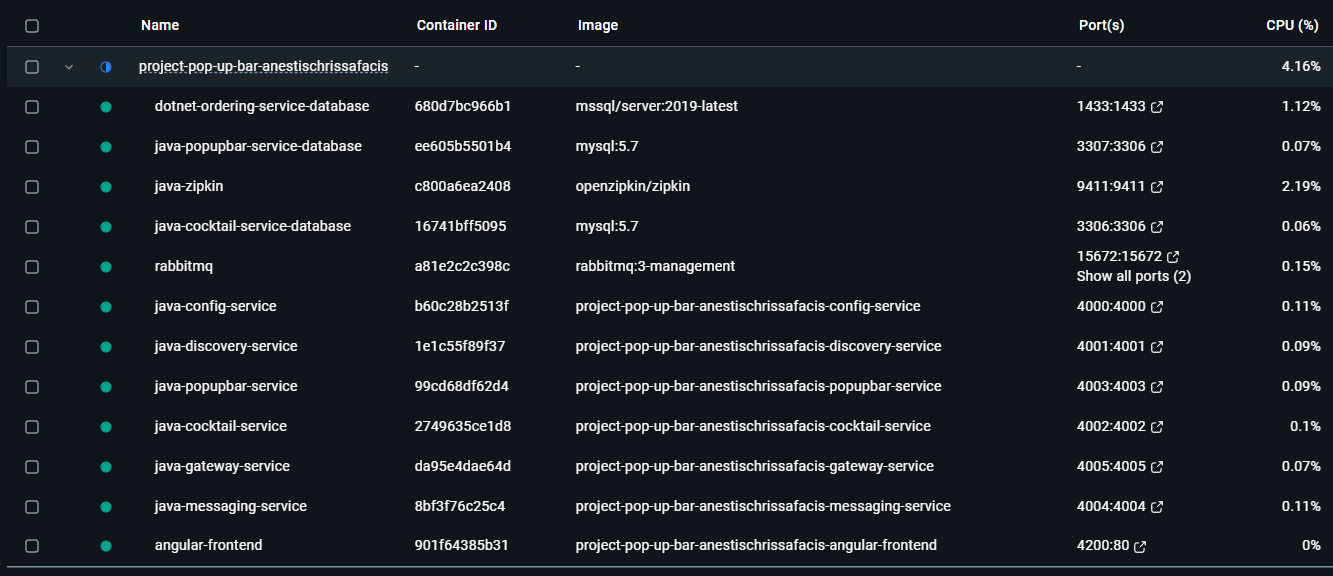 Name Container ID Image Port(s) CPU (%)
project-pop-up-bar-anestischrissafacis - - - 4.16%
dotnet-ordering-service-database 680d7bc966b1 mssql/server:2019-latest 1433:1433 1.12%
java-popupbar-service-database ee605b5501b4 mysql:5.7 3307:3306 0.07%
java-zipkin c800a6ea2408 openzipkin/zipkin 9411:9411 2.19%
java-cocktail-service-database 16741bff5095 mysql:5.7 3306:3306 0.06%
rabbitmq a81e2c2c398c rabbitmq:3-management 15672:15672 0.15%
Show all ports (2)
java-config-service b60c28b2513f project-pop-up-bar-anestischrissafacis-config-service 4000:4000 0.11%
java-discovery-service 1e1c55f89f37 project-pop-up-bar-anestischrissafacis-discovery-service 4001:4001 0.09%
java-popupbar-service 99cd68df62d4 project-pop-up-bar-anestischrissafacis-popupbar-service 4003:4003 0.09%
java-cocktail-service 2749635ce1d8 project-pop-up-bar-anestischrissafacis-cocktail-service 4002:4002 0.1%
java-gateway-service da95e4dae64d project-pop-up-bar-anestischrissafacis-gateway-service 4005:4005 0.07%
java-messaging-service 8bf3f76c25c4 project-pop-up-bar-anestischrissafacis-messaging-service 4004:4004 0.11%
angular-frontend 901f64385b31 project-pop-up-bar-anestischrissafacis-angular-frontend 4200:80 0%